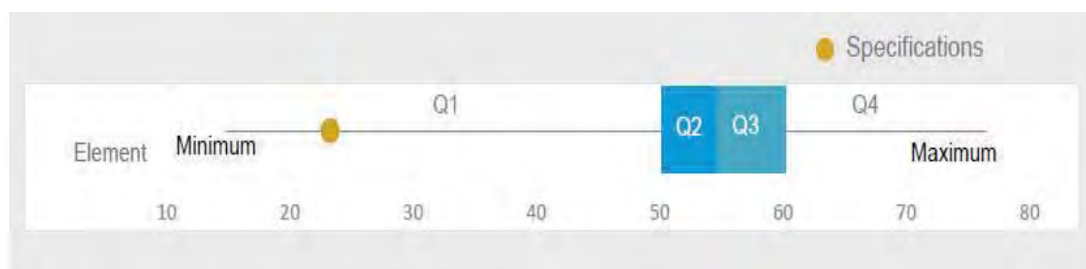 Specifications
Q1
Q4
Q2
Q3
Element
Minimum
Maximum
10 20 30 40 50 60 70 80